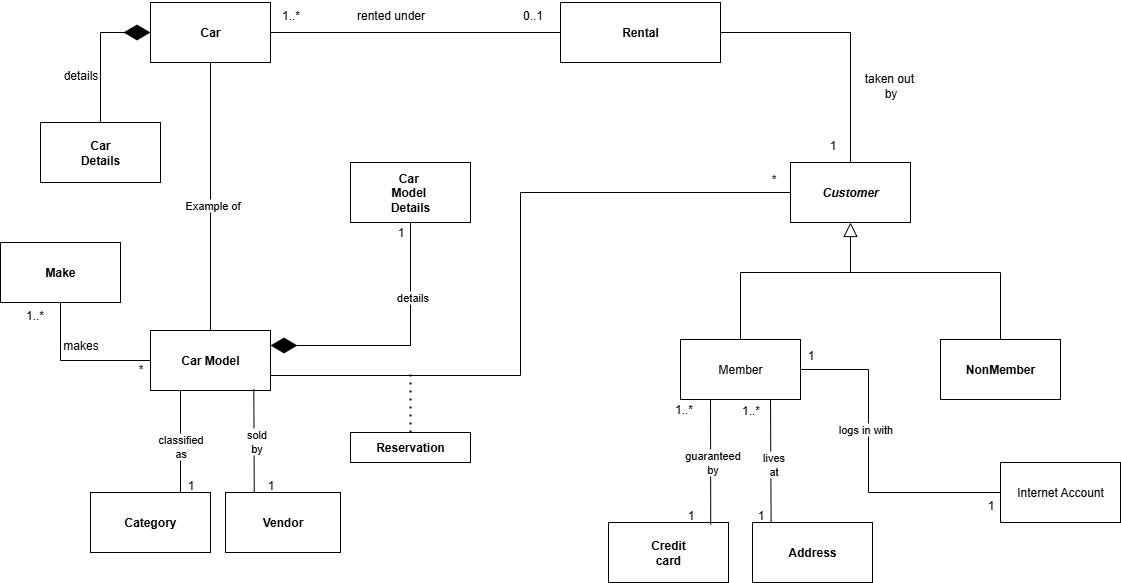 Car
1..*
rented under
0..1
Rental
details
taken out
by
Car
Details
1
Car
Model
Details
*
Customer
Example of
1
Make
details
1..*
makes
*
Car Model
1
Member
NonMember
1..*
1..*
classified
as
sold
by
Reservation
logs in with
guaranteed
by
lives
at
1
1
Category
Vendor
Internet Account
1
1
1
Credit
card
Address